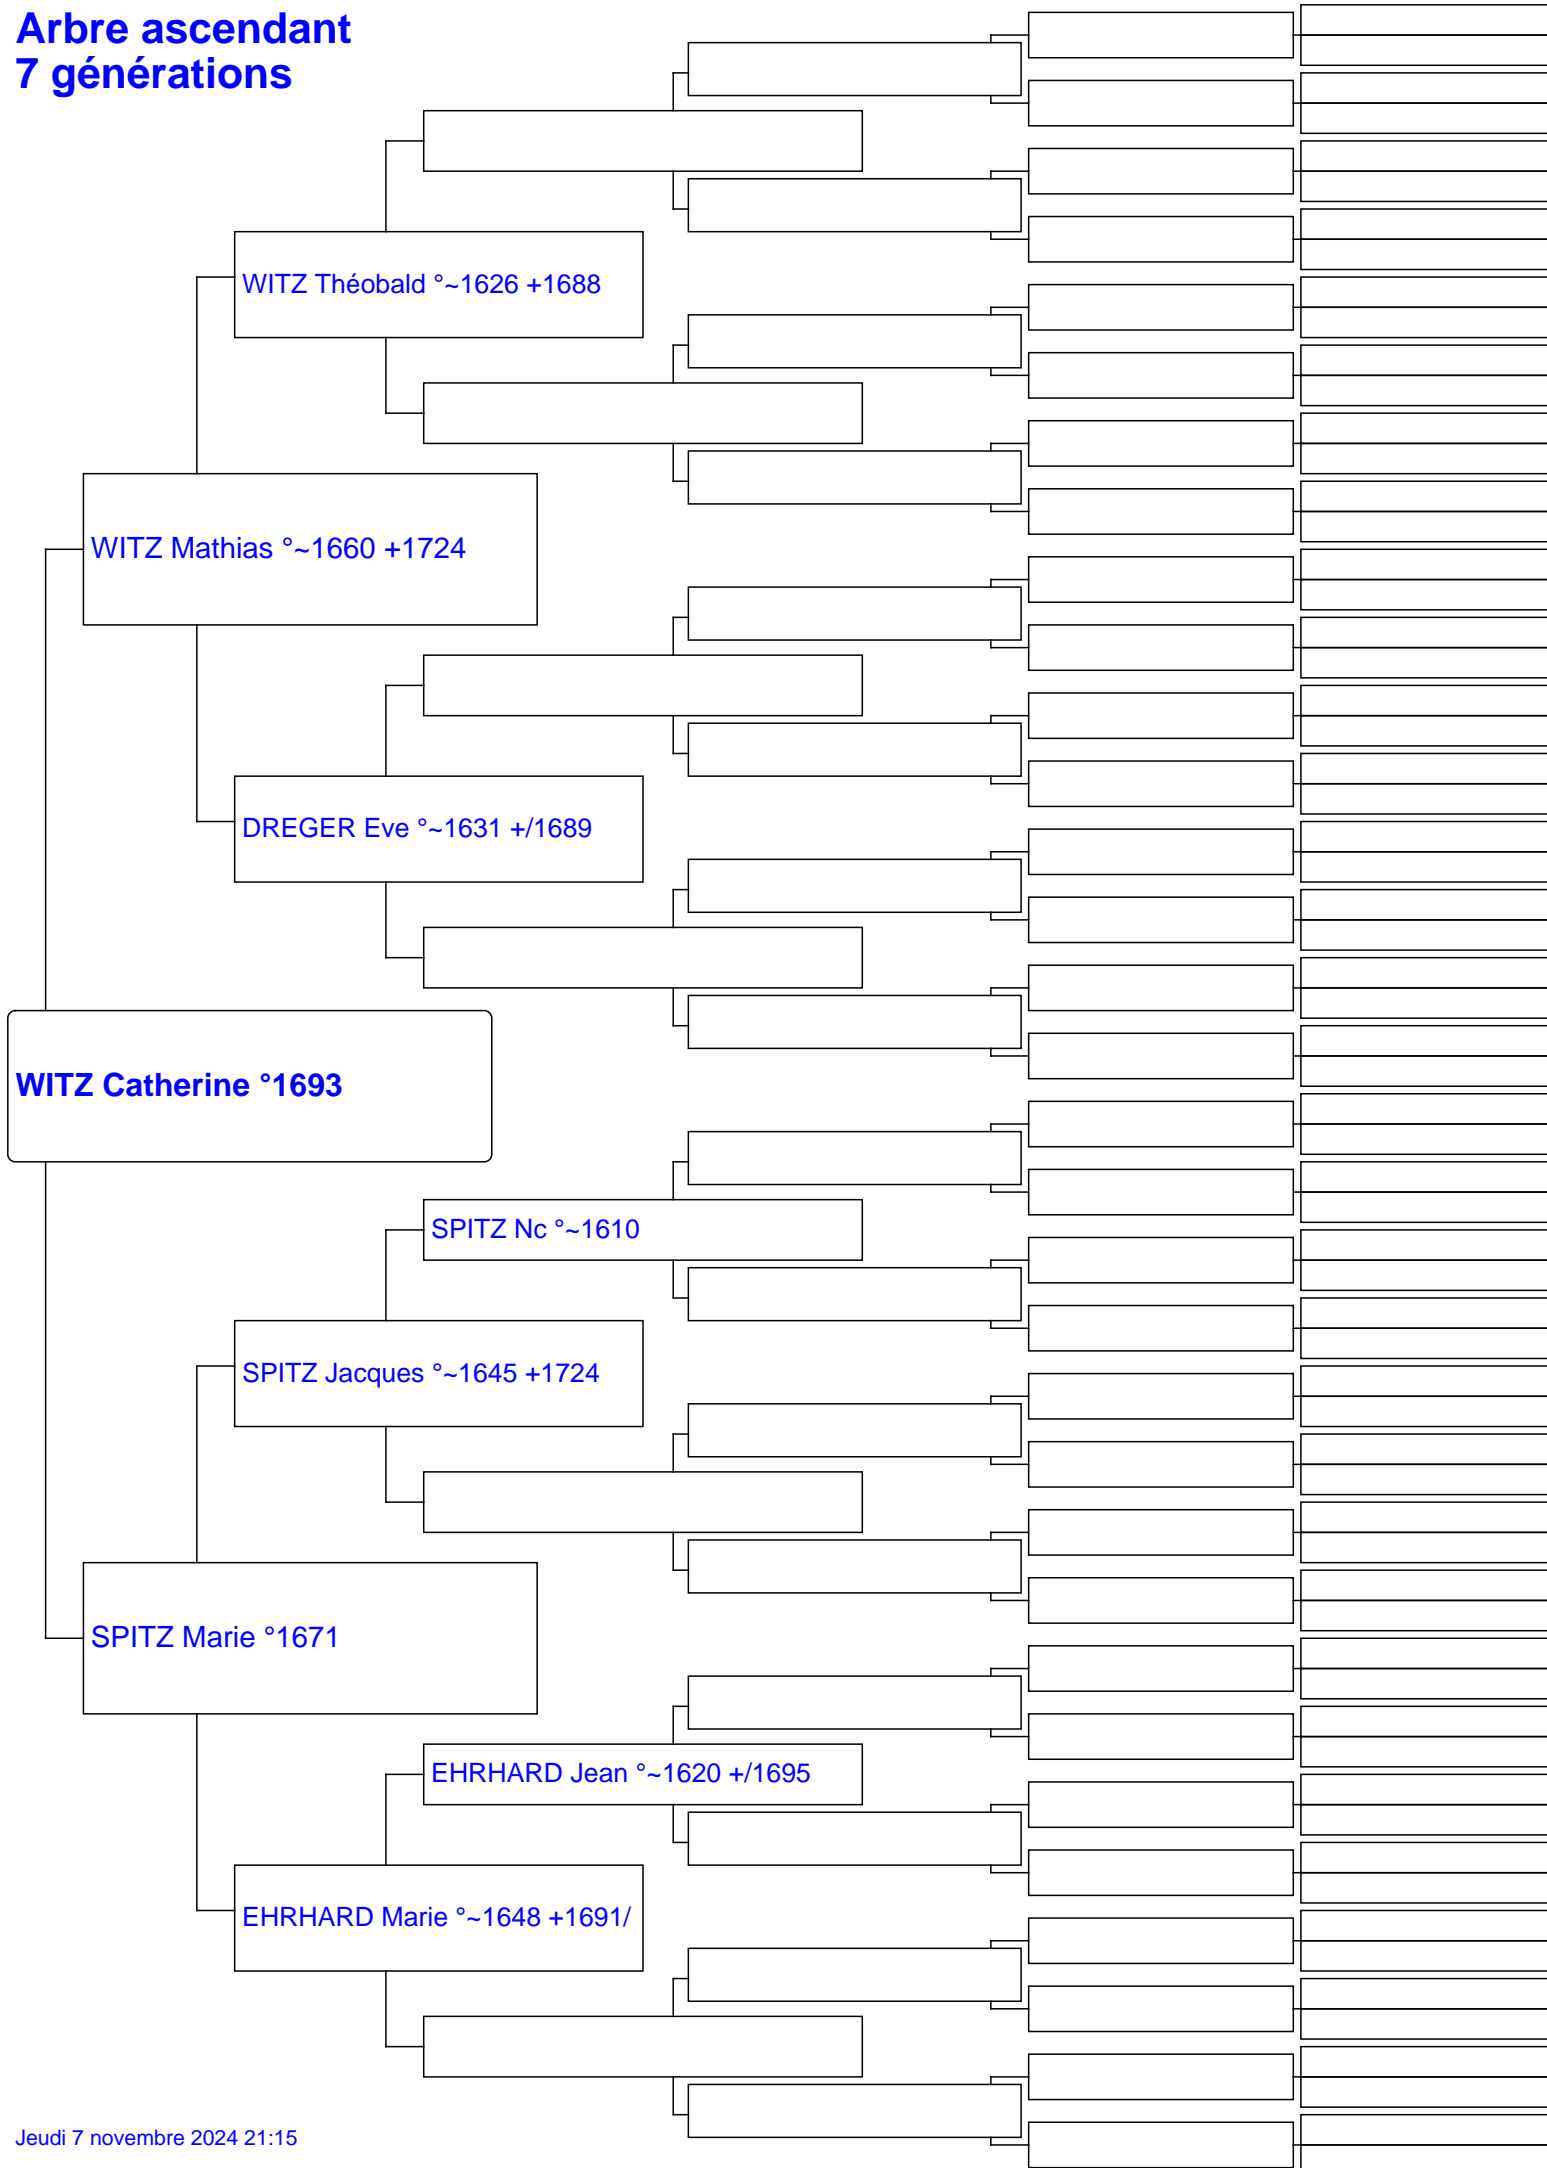 Arbre ascendant
7 générations
WITZ Théobald °~1626 +1688
WITZ Mathias °~1660 +1724
DREGER Eve °~1631 +/1689
WITZ Catherine °1693
SPITZ Nc °~1610
SPITZ Jacques °~1645 +1724
SPITZ Marie °1671
EHRHARD Jean °~1620 +/1695
EHRHARD Marie °~1648 +1691/
Jeudi 7 novembre 2024 21:15